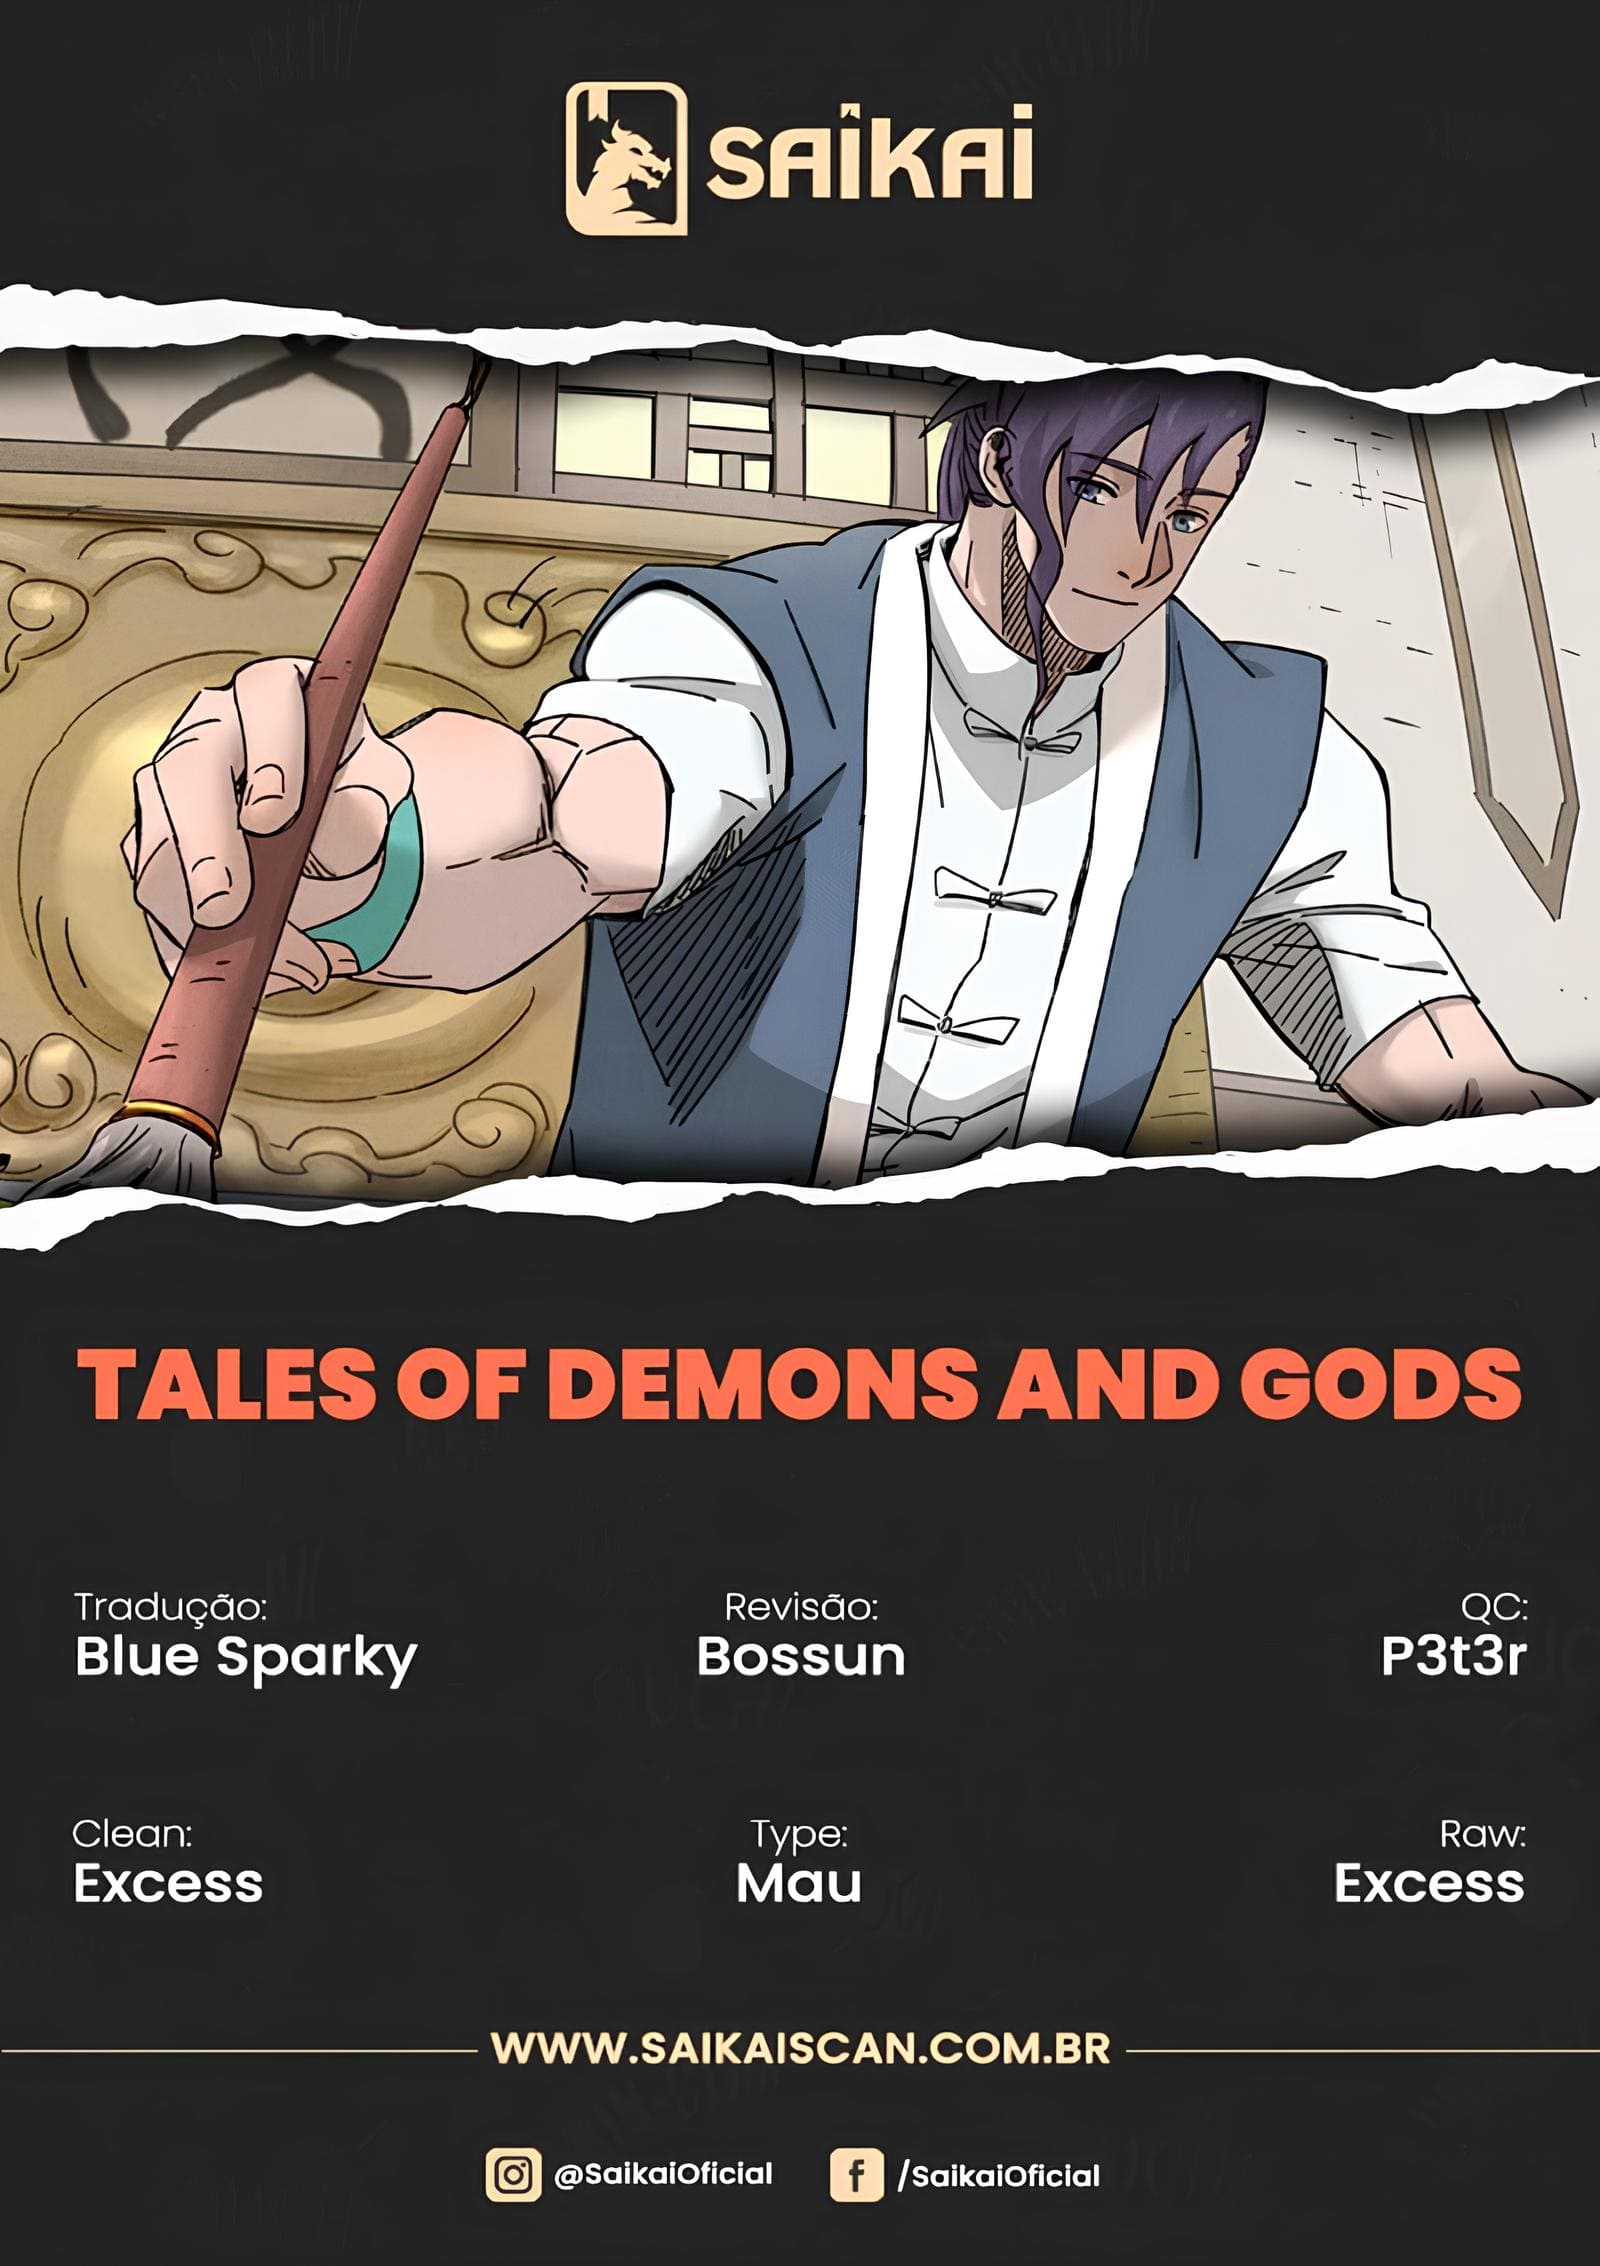 SAIKAI
TALES OF DEMONS AND GODS
Tradução:
Blue Sparky
Revisão:
Bossun
QC:
P3t3r
Clean:
Excess
Type:
Mau
Raw:
Excess
WWW.SAIKAISCAN.COM.BR
@SaikaiOficial
/SaikaiOficial